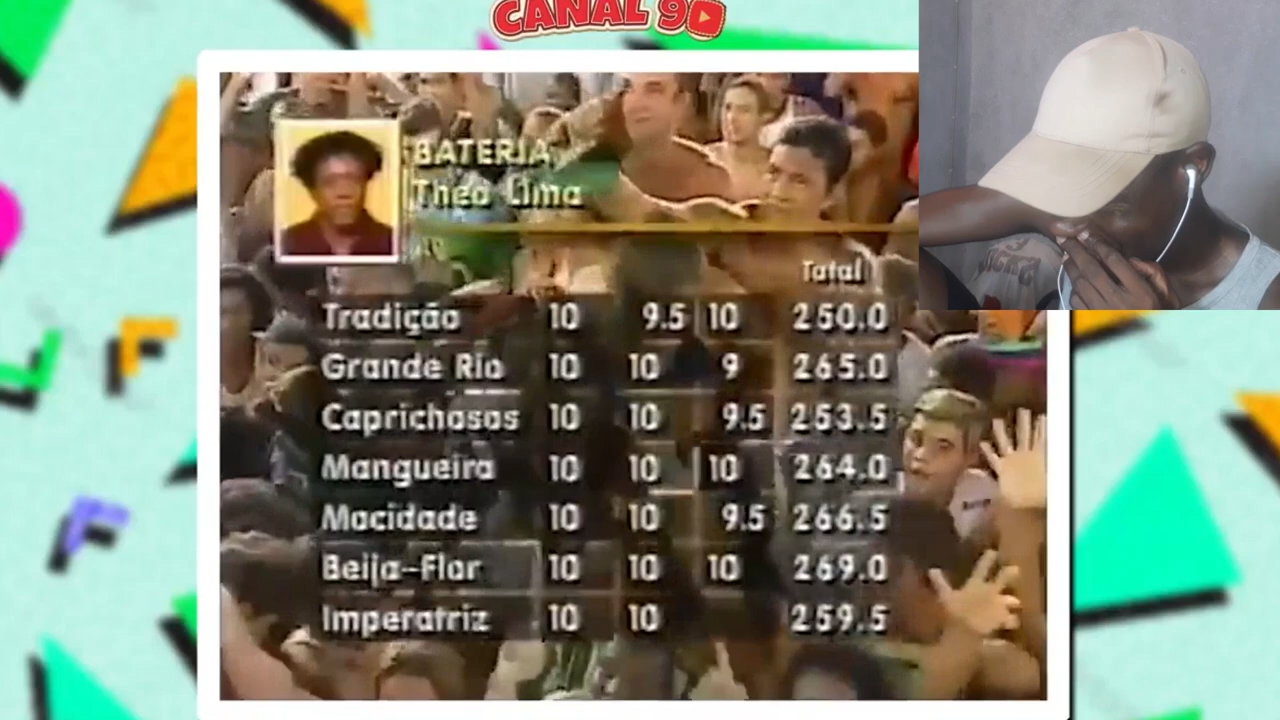 CANAL 90
BATERIA
Theo Lima
Total
Tradição 10 9.5 10 250.0
Grande Rio 10 10 9 265.0
Caprichosos 10 10 9.5 253.5
Mangueira 10 10 10 264.0
Mocidade 10 10 9.5 266.5
Beija-Flor 10 10 10 269.0
Imperatriz 10 10 259.5